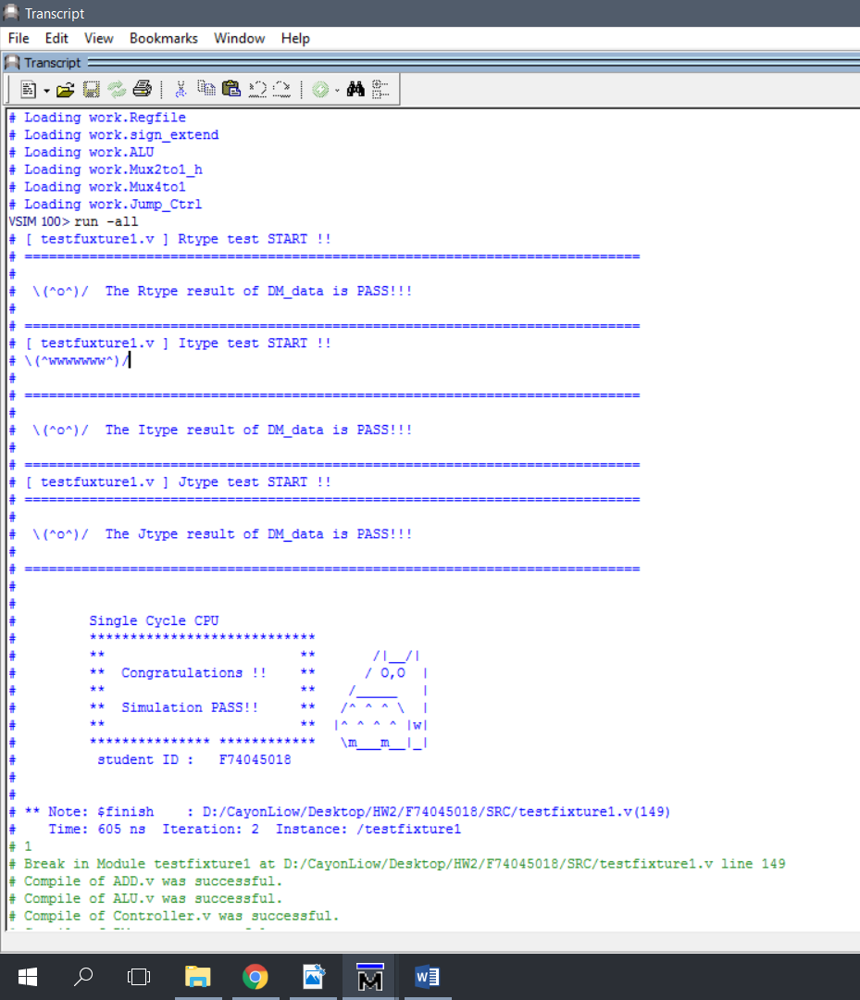 Transcript
File Edit View Bookmarks Window Help
Transcript
# Loading work.Regfile
# Loading work.sign_extend
# Loading work.ALU
# Loading work.Mux2to1_h
# Loading work.Mux4to1
# Loading work.Jump_Ctrl
VSIM 100> run -all
# [ testfuxture1.v ] Rtype test START !!
# ============================================================================
#
#  \(^o^)/  The Rtype result of DM_data is PASS!!!
#
# ============================================================================
# [ testfuxture1.v ] Itype test START !!
# \(^wwwwwww^)/
#
# ============================================================================
#
#  \(^o^)/  The Itype result of DM_data is PASS!!!
#
# ============================================================================
# [ testfuxture1.v ] Jtype test START !!
# ============================================================================
#
#  \(^o^)/  The Jtype result of DM_data is PASS!!!
#
# ============================================================================
#
#
#         Single Cycle CPU
#         ****************************
#         **                        **       /|__/|
#         **  Congratulations !!    **      / O,O  |
#         **                        **    /_____   |
#         **  Simulation PASS!!     **   /^ ^ ^ \  |
#         **                        **  |^ ^ ^ ^ |w|
#         *************** ************   \m___m__|_|
#          student ID :   F74045018
#
#
# ** Note: $finish    : D:/CayonLiow/Desktop/HW2/F74045018/SRC/testfixture1.v(149)
#    Time: 605 ns  Iteration: 2  Instance: /testfixture1
# 1
# Break in Module testfixture1 at D:/CayonLiow/Desktop/HW2/F74045018/SRC/testfixture1.v line 149
# Compile of ADD.v was successful.
# Compile of ALU.v was successful.
# Compile of Controller.v was successful.